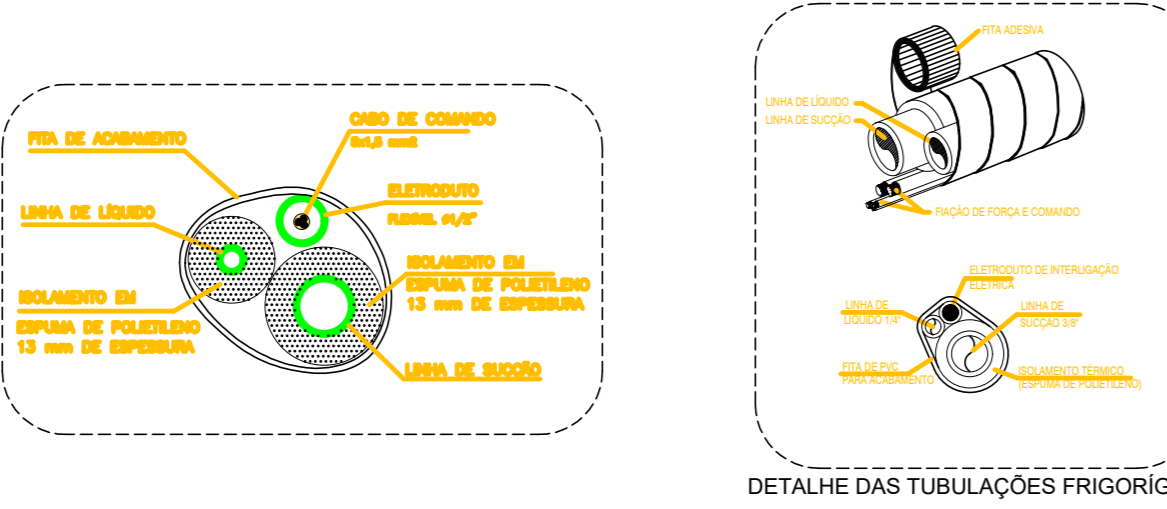 FITA DE ACABAMENTO
CABO DE COMANDO
LINHA DE LÍQUIDO
ELETRODUTO
FLEXÍVEL ø1/2"
ISOLAMENTO EM
ESPUMA DE POLIETILENO
13 mm DE ESPESSURA
ISOLAMENTO EM
ESPUMA DE POLIETILENO
13 mm DE ESPESSURA
LINHA DE SUCÇÃO
FITA ADESIVA
LINHA DE LÍQUIDO
LINHA DE SUCÇÃO
FIAÇÃO DE FORÇA E COMANDO
ELETRODUTO DE INTERLIGAÇÃO
ELÉTRICA
LINHA DE
LÍQUIDO 1/4"
LINHA DE
SUCÇÃO 3/8"
FITA DE PVC
PARA ACABAMENTO
ISOLAMENTO TÉRMICO
(ESPUMA DE POLIETILENO)
DETALHE DAS TUBULAÇÕES